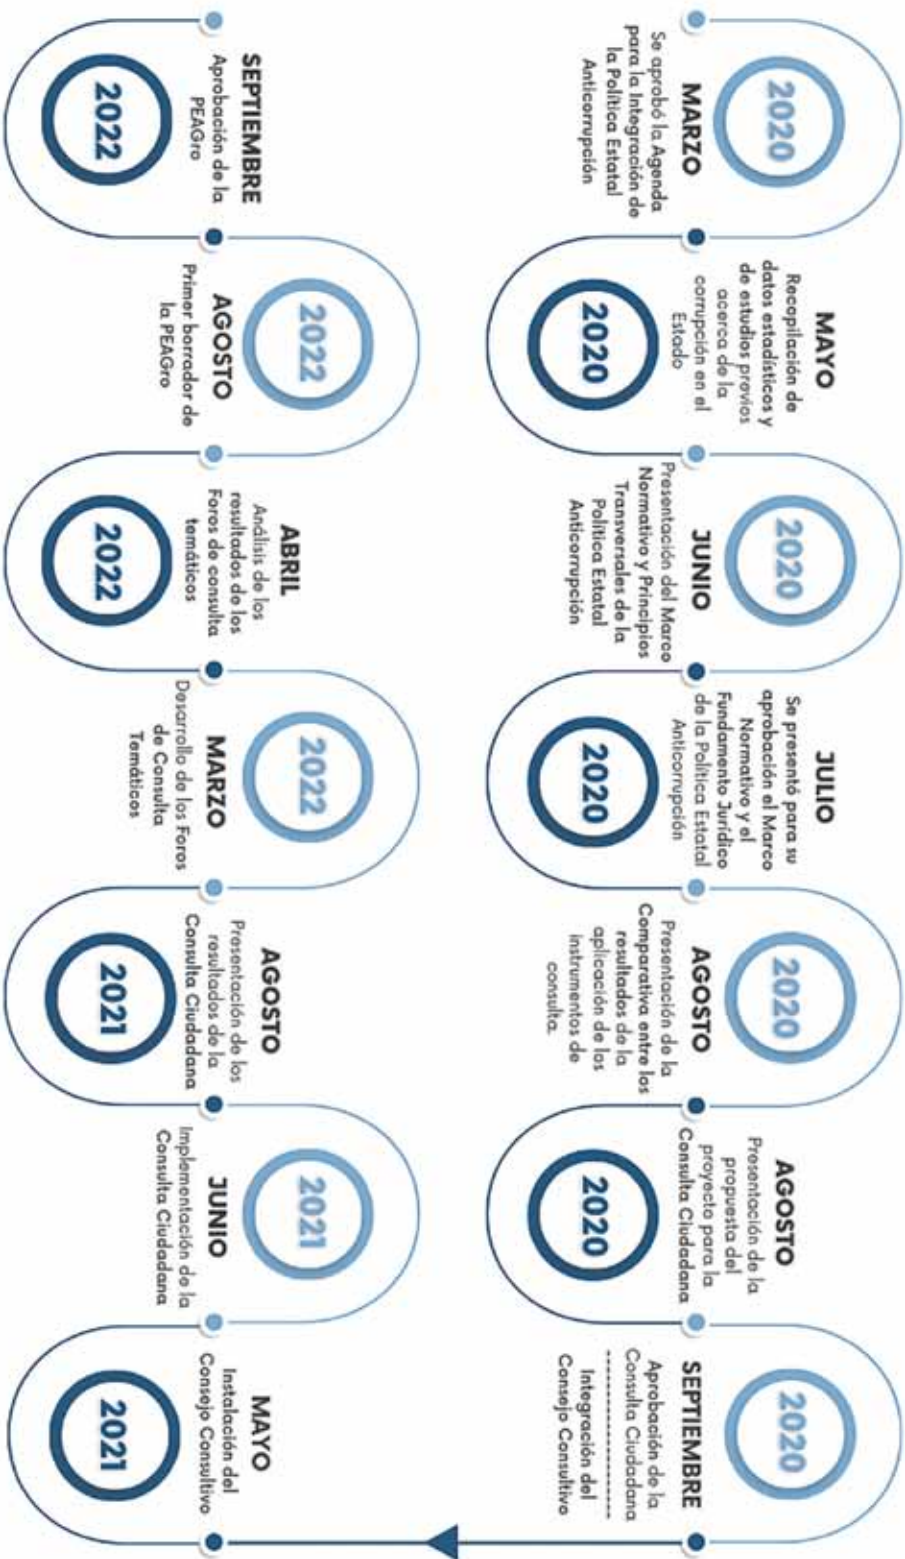 2020
MARZO
Se aprobó la Agenda
para la Integración de
la Política Estatal
Anticorrupción
MAYO
Recopilación de
datos estadísticos y
de estudios previos
acerca de la
corrupción en el
Estado
2020
2020
JUNIO
Presentación del Marco
Normativo y Principios
Transversales de la
Política Estatal
Anticorrupción
JULIO
Se presentó para su
aprobación el Marco
Normativo y el
Fundamento Jurídico
de la Política Estatal
Anticorrupción
2020
2020
AGOSTO
Presentación de la
Comparativa entre los
resultados de la
aplicación de los
instrumentos de
consulta.
AGOSTO
Presentación de la
propuesta del
proyecto para la
Consulta Ciudadana
2020
2020
SEPTIEMBRE
Aprobación de la
Consulta Ciudadana
Integración del
Consejo Consultivo
MAYO
Instalación del
Consejo Consultivo
2021
2021
JUNIO
Implementación de la
Consulta Ciudadana
AGOSTO
Presentación de los
resultados de la
Consulta Ciudadana
2021
2022
MARZO
Desarrollo de los Foros
de Consulta
Temáticos
ABRIL
Análisis de los
resultados de los
Foros de consulta
temáticos
2022
2022
AGOSTO
Primer borrador de
la PEAGro
SEPTIEMBRE
Aprobación de la
PEAGro
2022